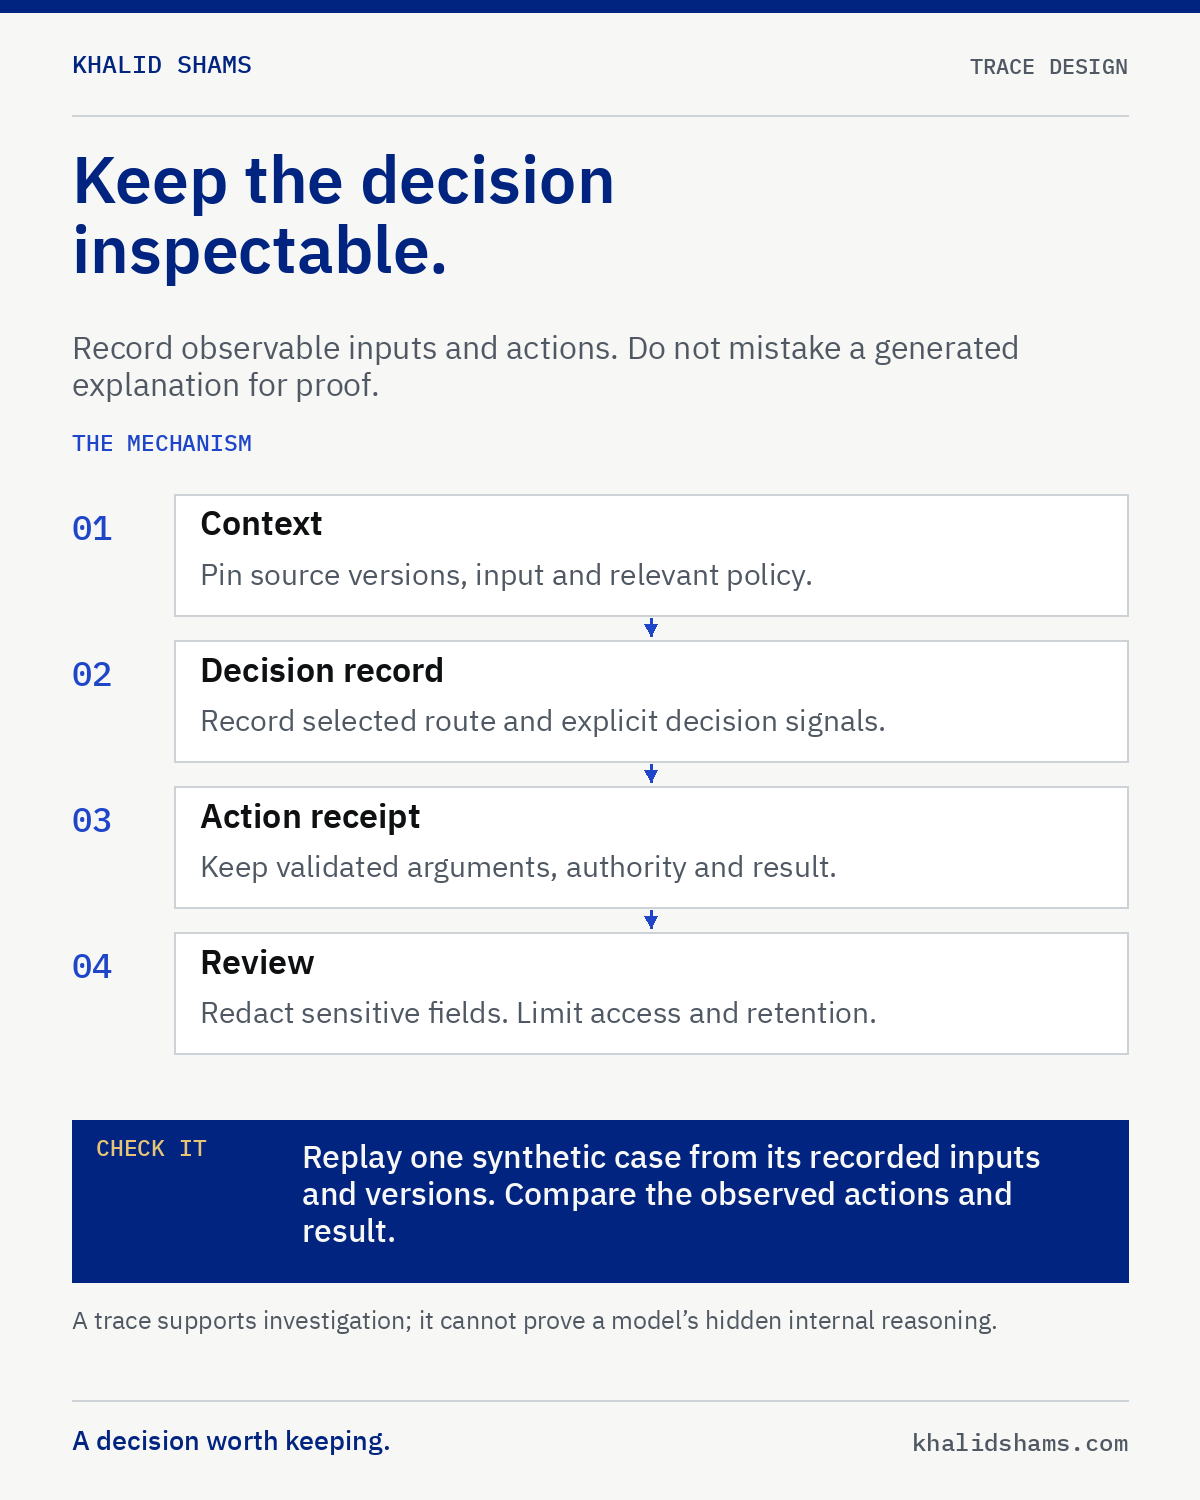 KHALID SHAMS
TRACE DESIGN
Keep the decision
inspectable.
Record observable inputs and actions. Do not mistake a generated
explanation for proof.
THE MECHANISM
01
Context
Pin source versions, input and relevant policy.
02
Decision record
Record selected route and explicit decision signals.
03
Action receipt
Keep validated arguments, authority and result.
04
Review
Redact sensitive fields. Limit access and retention.
CHECK IT
Replay one synthetic case from its recorded inputs
and versions. Compare the observed actions and
result.
A trace supports investigation; it cannot prove a model’s hidden internal reasoning.
A decision worth keeping.
khalidshams.com